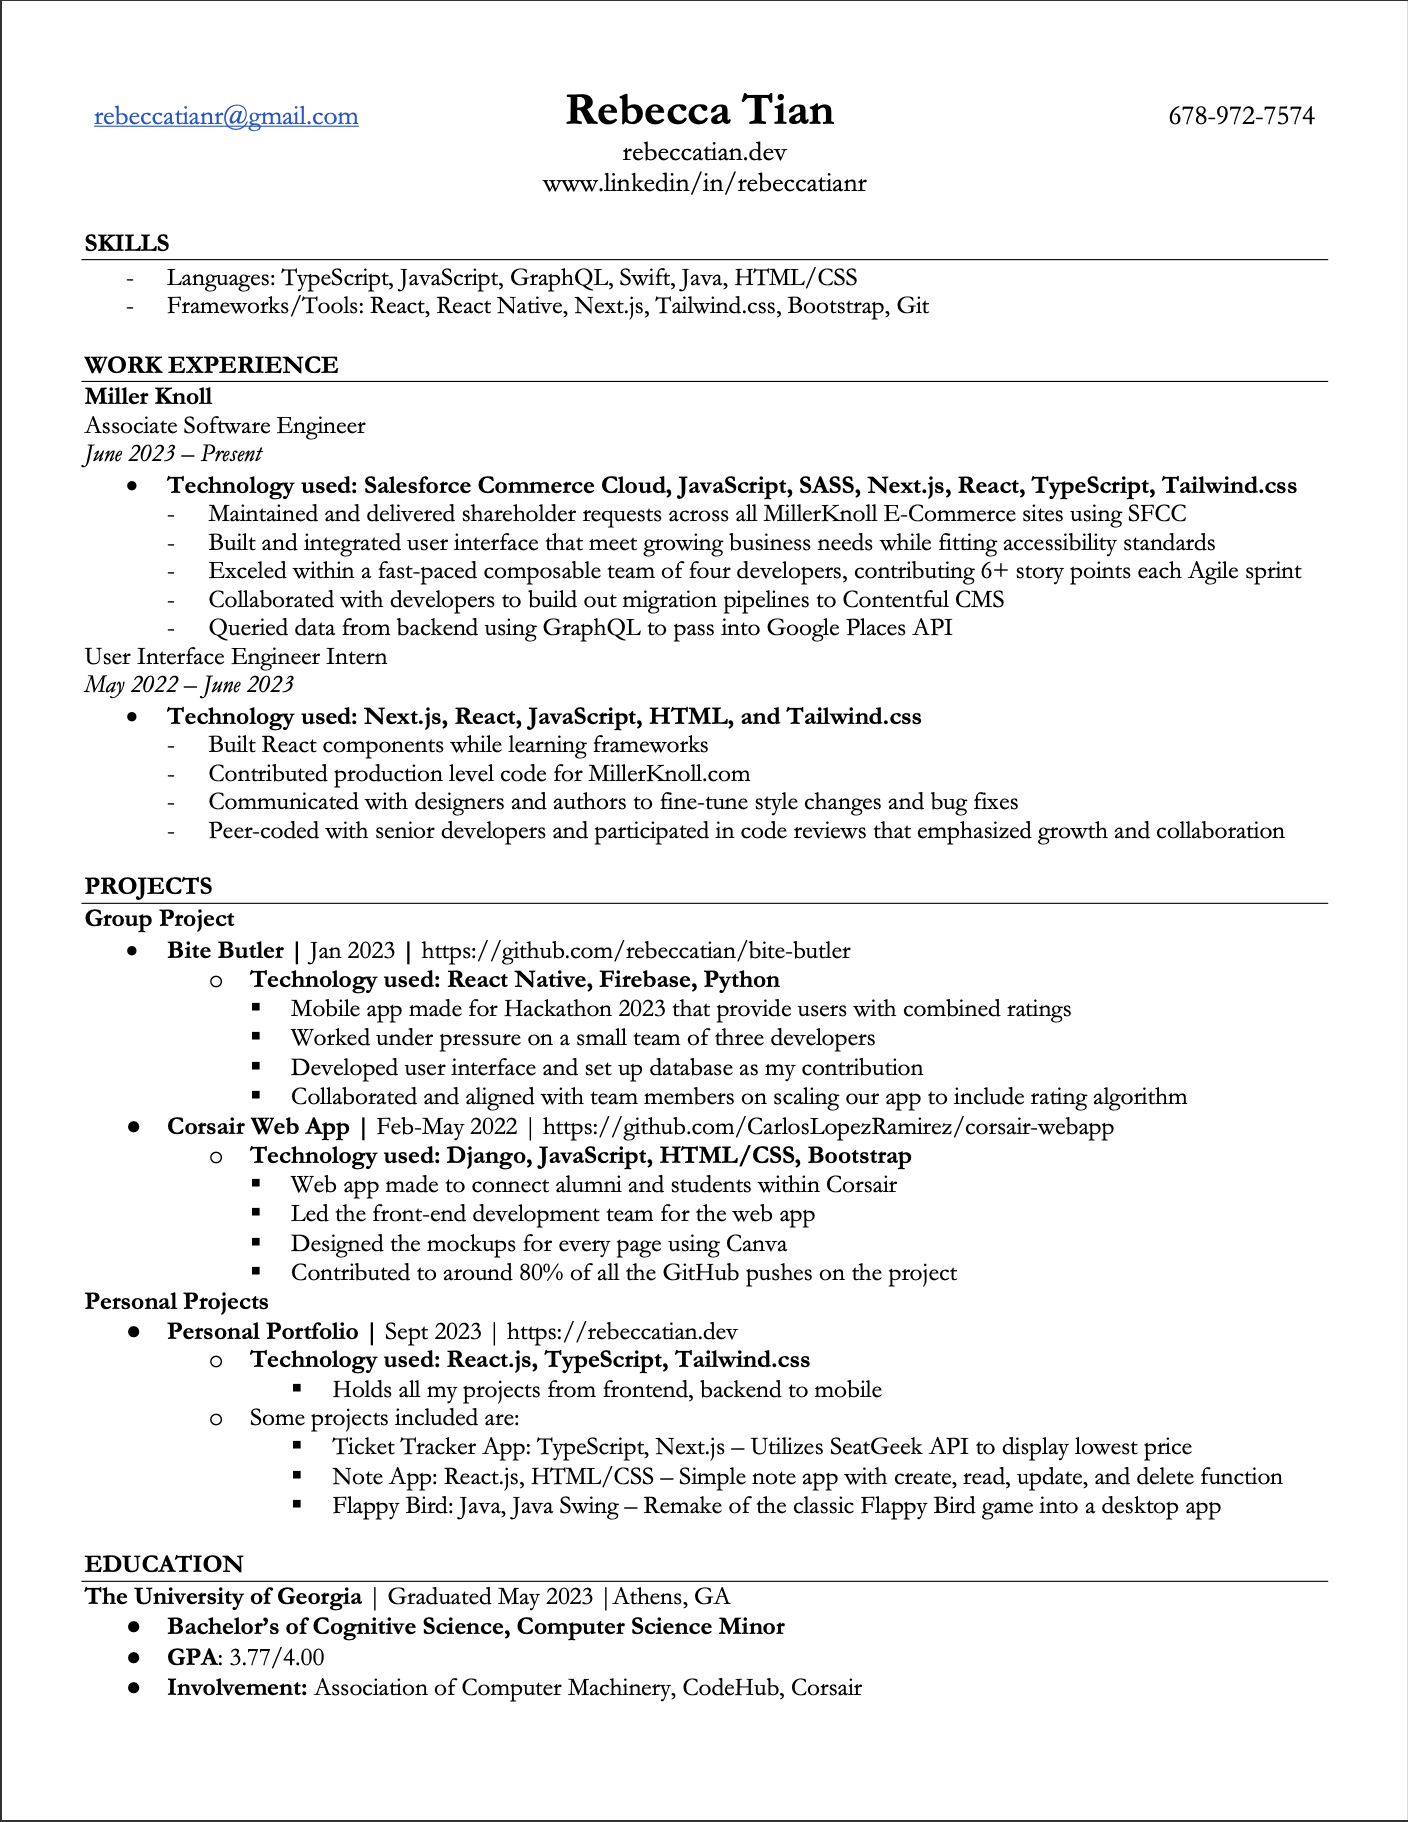 rebeccatianr@gmail.com Rebecca Tian 678-972-7574
rebeccatian.dev
www.linkedin/in/rebeccatianr
SKILLS
- Languages: TypeScript, JavaScript, GraphQL, Swift, Java, HTML/CSS
- Frameworks/Tools: React, React Native, Next.js, Tailwind.css, Bootstrap, Git
WORK EXPERIENCE
Miller Knoll
Associate Software Engineer
June 2023 – Present
• Technology used: Salesforce Commerce Cloud, JavaScript, SASS, Next.js, React, TypeScript, Tailwind.css
- Maintained and delivered shareholder requests across all MillerKnoll E-Commerce sites using SFCC
- Built and integrated user interface that meet growing business needs while fitting accessibility standards
- Exceled within a fast-paced composable team of four developers, contributing 6+ story points each Agile sprint
- Collaborated with developers to build out migration pipelines to Contentful CMS
- Queried data from backend using GraphQL to pass into Google Places API
User Interface Engineer Intern
May 2022 – June 2023
• Technology used: Next.js, React, JavaScript, HTML, and Tailwind.css
- Built React components while learning frameworks
- Contributed production level code for MillerKnoll.com
- Communicated with designers and authors to fine-tune style changes and bug fixes
- Peer-coded with senior developers and participated in code reviews that emphasized growth and collaboration
PROJECTS
Group Project
• Bite Butler | Jan 2023 | https://github.com/rebeccatian/bite-butler
o Technology used: React Native, Firebase, Python
▪ Mobile app made for Hackathon 2023 that provide users with combined ratings
▪ Worked under pressure on a small team of three developers
▪ Developed user interface and set up database as my contribution
▪ Collaborated and aligned with team members on scaling our app to include rating algorithm
● Corsair Web App | Feb-May 2022 | https://github.com/CarlosLopezRamirez/corsair-webapp
o Technology used: Django, JavaScript, HTML/CSS, Bootstrap
▪ Web app made to connect alumni and students within Corsair
▪ Led the front-end development team for the web app
▪ Designed the mockups for every page using Canva
▪ Contributed to around 80% of all the GitHub pushes on the project
Personal Projects
● Personal Portfolio | Sept 2023 | https://rebeccatian.dev
o Technology used: React.js, TypeScript, Tailwind.css
▪ Holds all my projects from frontend, backend to mobile
o Some projects included are:
▪ Ticket Tracker App: TypeScript, Next.js – Utilizes SeatGeek API to display lowest price
▪ Note App: React.js, HTML/CSS – Simple note app with create, read, update, and delete function
▪ Flappy Bird: Java, Java Swing – Remake of the classic Flappy Bird game into a desktop app
EDUCATION
The University of Georgia | Graduated May 2023 |Athens, GA
● Bachelor's of Cognitive Science, Computer Science Minor
● GPA: 3.77/4.00
● Involvement: Association of Computer Machinery, CodeHub, Corsair